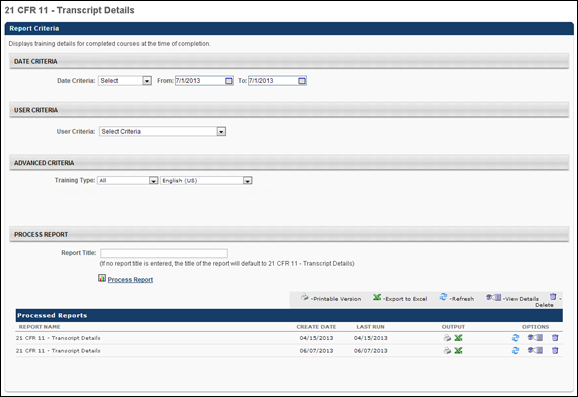 21 CFR 11 - Transcript Details
Report Criteria
Displays training details for completed courses at the time of completion.
DATE CRITERIA
Date Criteria: Select From: 7/1/2013 To: 7/1/2013
USER CRITERIA
User Criteria: Select Criteria
ADVANCED CRITERIA
Training Type: All English (US)
PROCESS REPORT
Report Title:
(If no report title is entered, the title of the report will default to 21 CFR 11 - Transcript Details)
Process Report
-Printable Version -Export to Excel -Refresh -View Details -
Delete
Processed Reports
REPORT NAME CREATE DATE LAST RUN OUTPUT OPTIONS
21 CFR 11 - Transcript Details 04/15/2013 04/15/2013
21 CFR 11 - Transcript Details 06/07/2013 06/07/2013